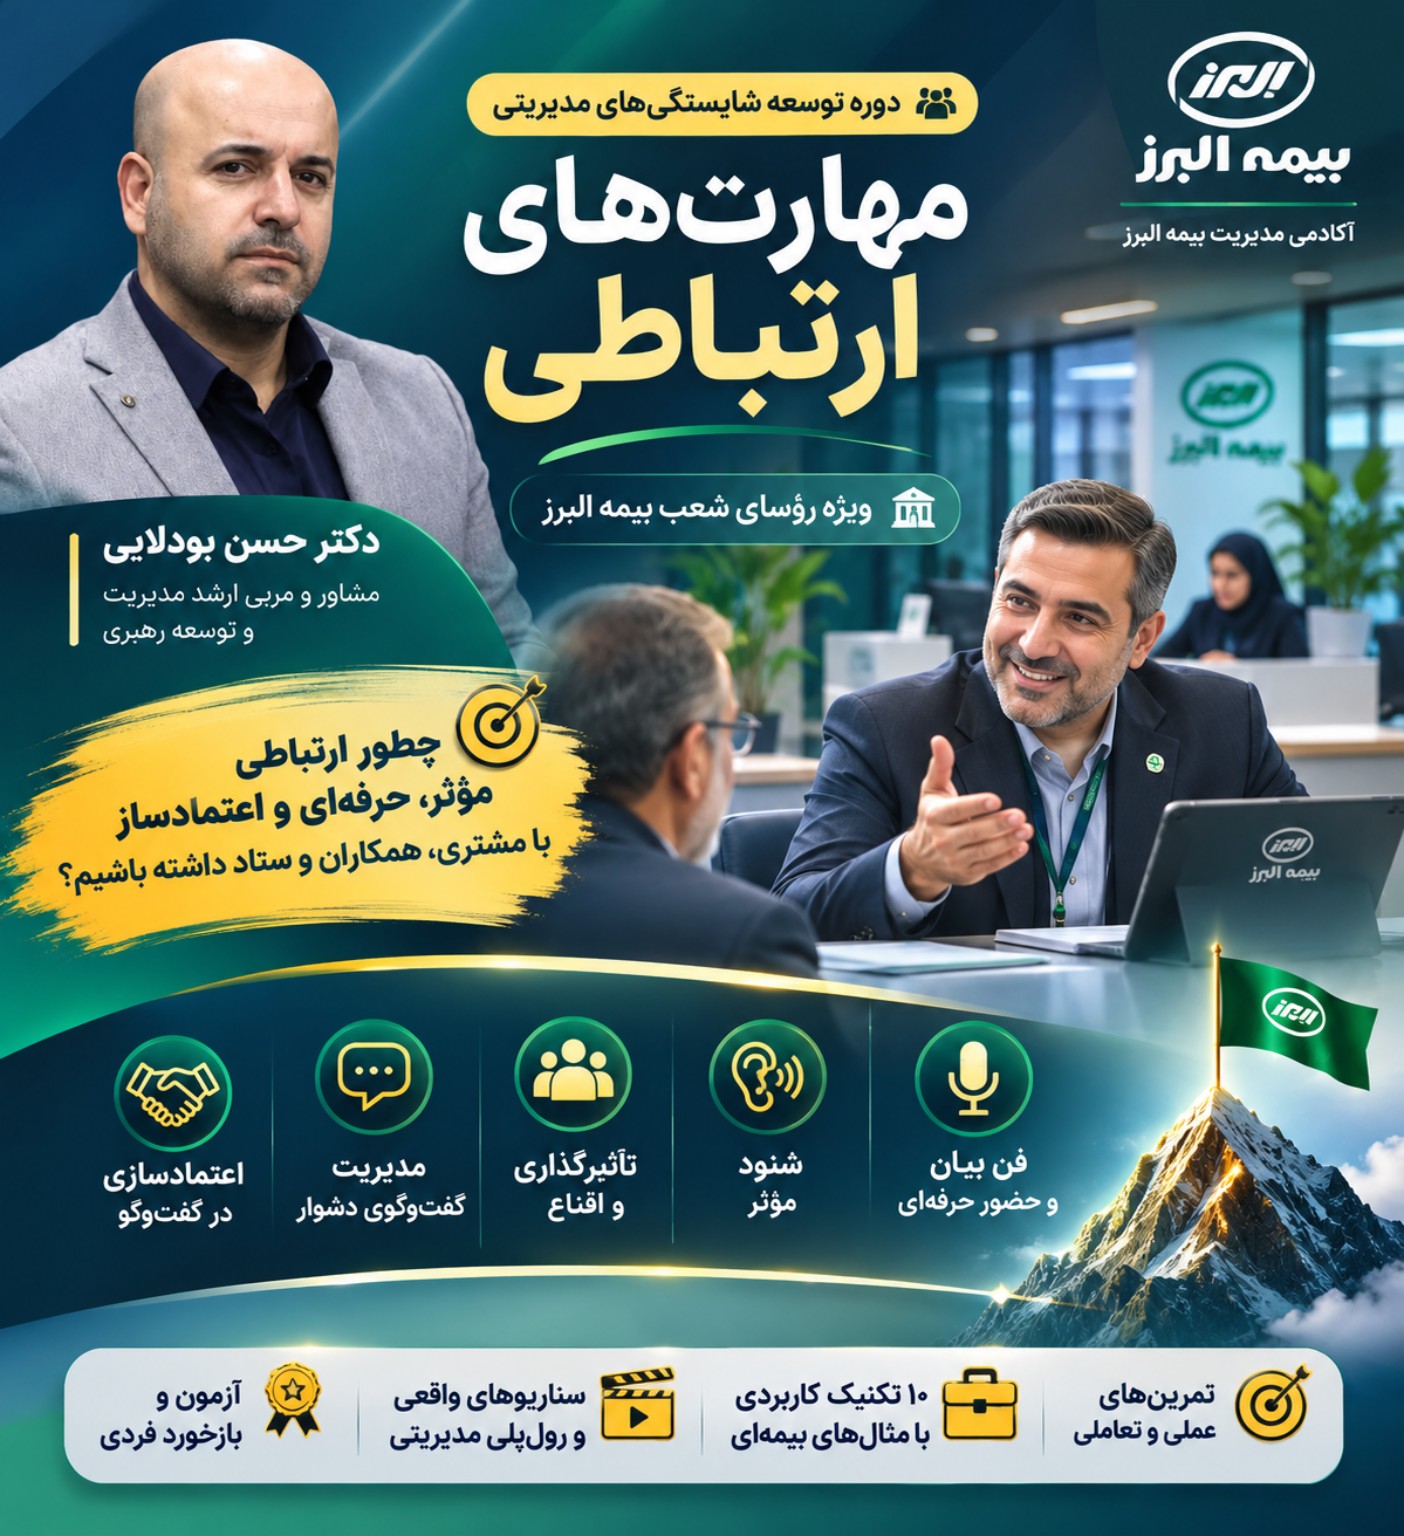 البرز
بیمه البرز
آکادمی مدیریت بیمه البرز
دوره توسعه شایستگی‌های مدیریتی
مهارت‌های
ارتباطی
ویژه رؤسای شعب بیمه البرز
البرز
بیمه البرز
دکتر حسن بودلایی
مشاور و مربی ارشد مدیریت
و توسعه رهبری
چطور ارتباطی
مؤثر، حرفه‌ای و اعتمادساز
با مشتری، همکاران و ستاد داشته باشیم؟
البرز
بیمه البرز
البرز
فن بیان
و حضور حرفه‌ای
شنود
مؤثر
تأثیرگذاری
و اقناع
مدیریت
گفت‌وگوی دشوار
اعتمادسازی
در گفت‌وگو
تمرین‌های
عملی و تعاملی
۱۰ تکنیک کاربردی
با مثال‌های بیمه‌ای
سناریوهای واقعی
و رول‌پلی مدیریتی
آزمون و
بازخورد فردی